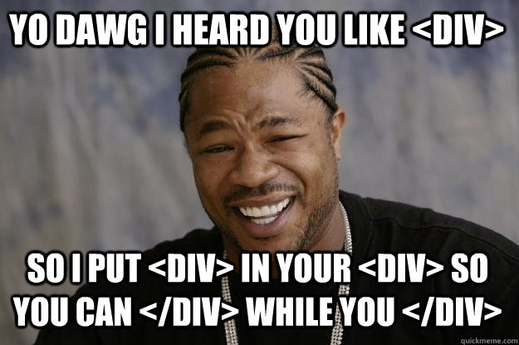 YO DAWG I HEARD YOU LIKE <DIV>
SO I PUT <DIV> IN YOUR <DIV> SO
YOU CAN </DIV> WHILE YOU </DIV>
quickmeme.com